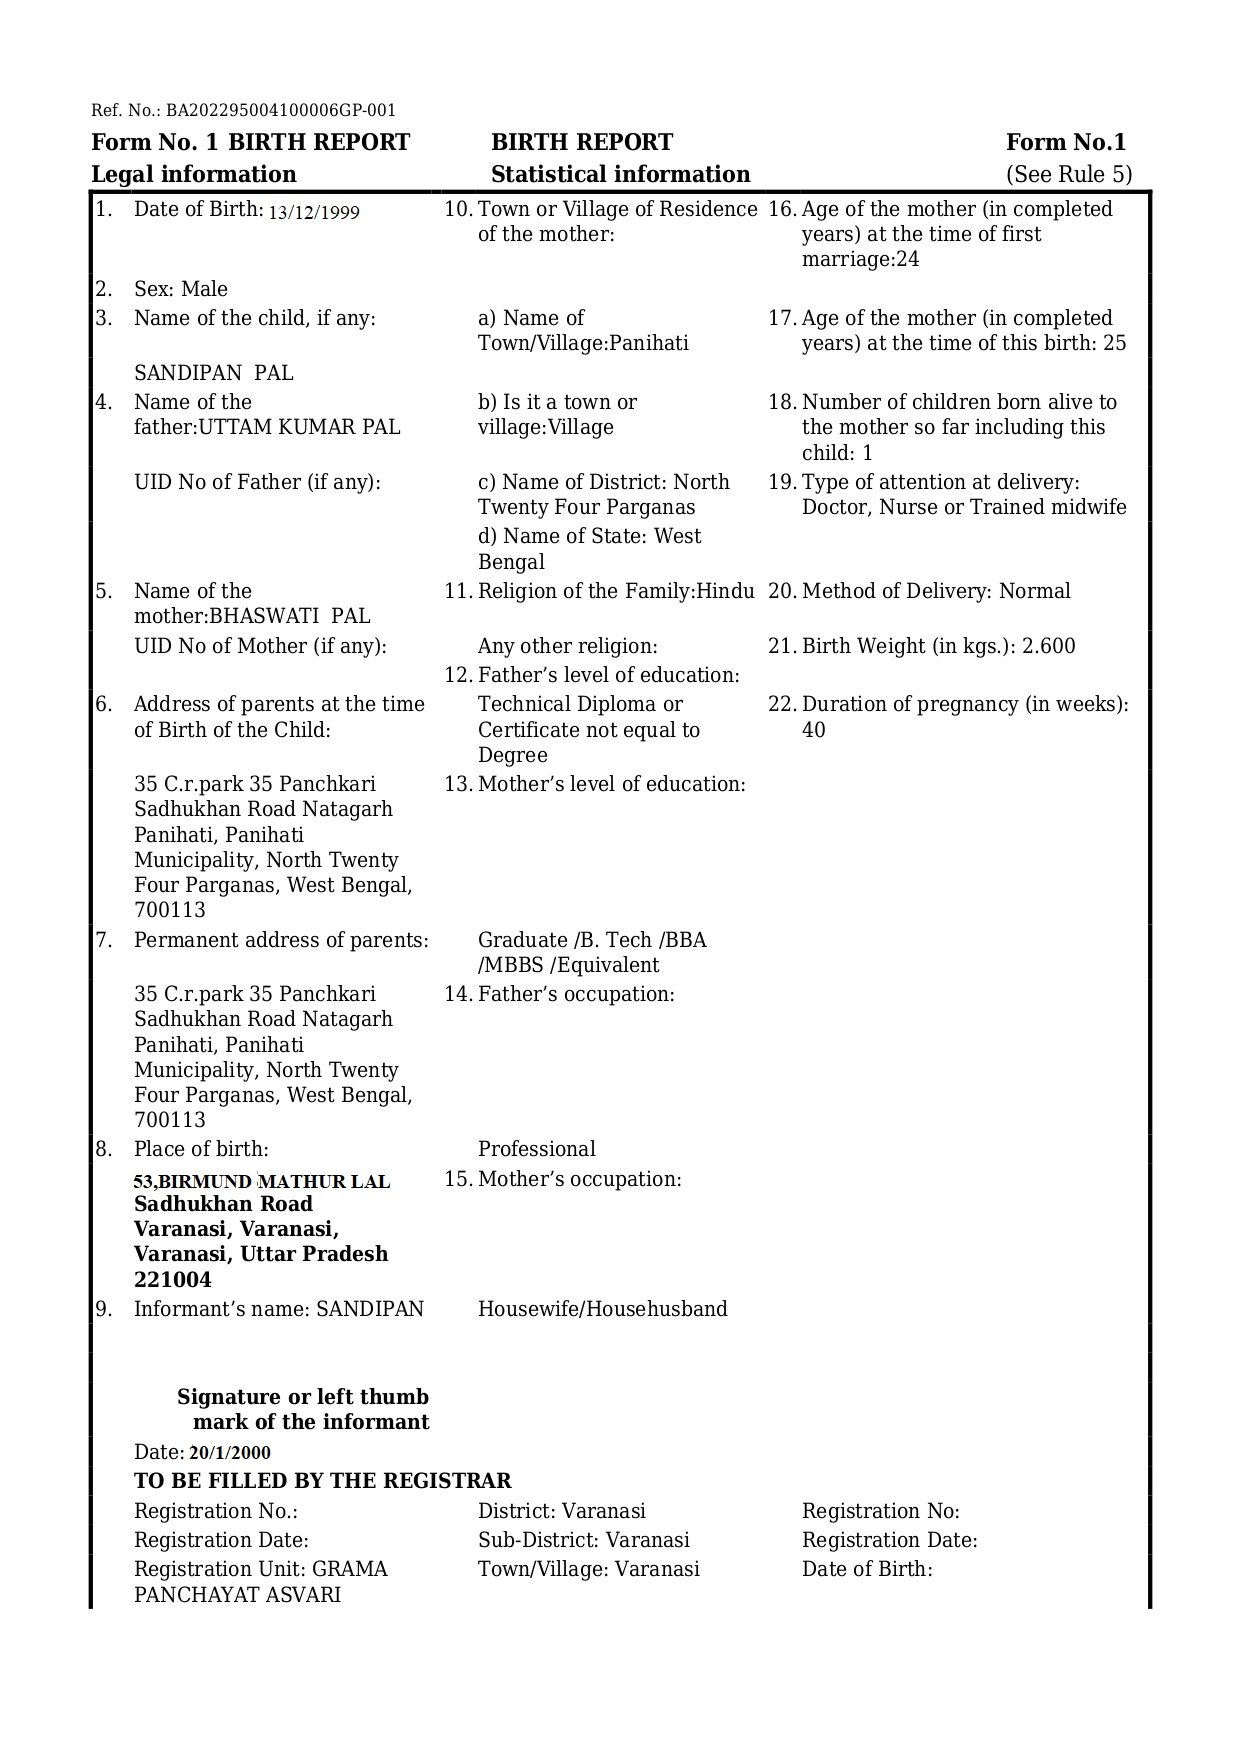 Ref. No.: BA202295004100006GP-001
Form No. 1 BIRTH REPORT BIRTH REPORT Form No.1
Legal information Statistical information (See Rule 5)
1. Date of Birth: 13/12/1999 10. Town or Village of Residence 16. Age of the mother (in completed
of the mother: years) at the time of first
marriage:24
2. Sex: Male
3. Name of the child, if any: a) Name of 17. Age of the mother (in completed
Town/Village:Panihati years) at the time of this birth: 25
SANDIPAN PAL
4. Name of the b) Is it a town or 18. Number of children born alive to
father:UTTAM KUMAR PAL village:Village the mother so far including this
child: 1
UID No of Father (if any): c) Name of District: North 19. Type of attention at delivery:
Twenty Four Parganas Doctor, Nurse or Trained midwife
d) Name of State: West
Bengal
5. Name of the 11. Religion of the Family:Hindu 20. Method of Delivery: Normal
mother:BHASWATI PAL
UID No of Mother (if any): Any other religion: 21. Birth Weight (in kgs.): 2.600
12. Father’s level of education:
6. Address of parents at the time Technical Diploma or 22. Duration of pregnancy (in weeks):
of Birth of the Child: Certificate not equal to 40
Degree
35 C.r.park 35 Panchkari 13. Mother’s level of education:
Sadhukhan Road Natagarh
Panihati, Panihati
Municipality, North Twenty
Four Parganas, West Bengal,
700113
7. Permanent address of parents: Graduate /B. Tech /BBA
/MBBS /Equivalent
35 C.r.park 35 Panchkari 14. Father’s occupation:
Sadhukhan Road Natagarh
Panihati, Panihati
Municipality, North Twenty
Four Parganas, West Bengal,
700113
8. Place of birth: Professional
53,BIRMUND MATHUR LAL 15. Mother’s occupation:
Sadhukhan Road
Varanasi, Varanasi,
Varanasi, Uttar Pradesh
221004
9. Informant’s name: SANDIPAN Housewife/Househusband
Signature or left thumb
mark of the informant
Date: 20/1/2000
TO BE FILLED BY THE REGISTRAR
Registration No.: District: Varanasi Registration No:
Registration Date: Sub-District: Varanasi Registration Date:
Registration Unit: GRAMA Town/Village: Varanasi Date of Birth:
PANCHAYAT ASVARI